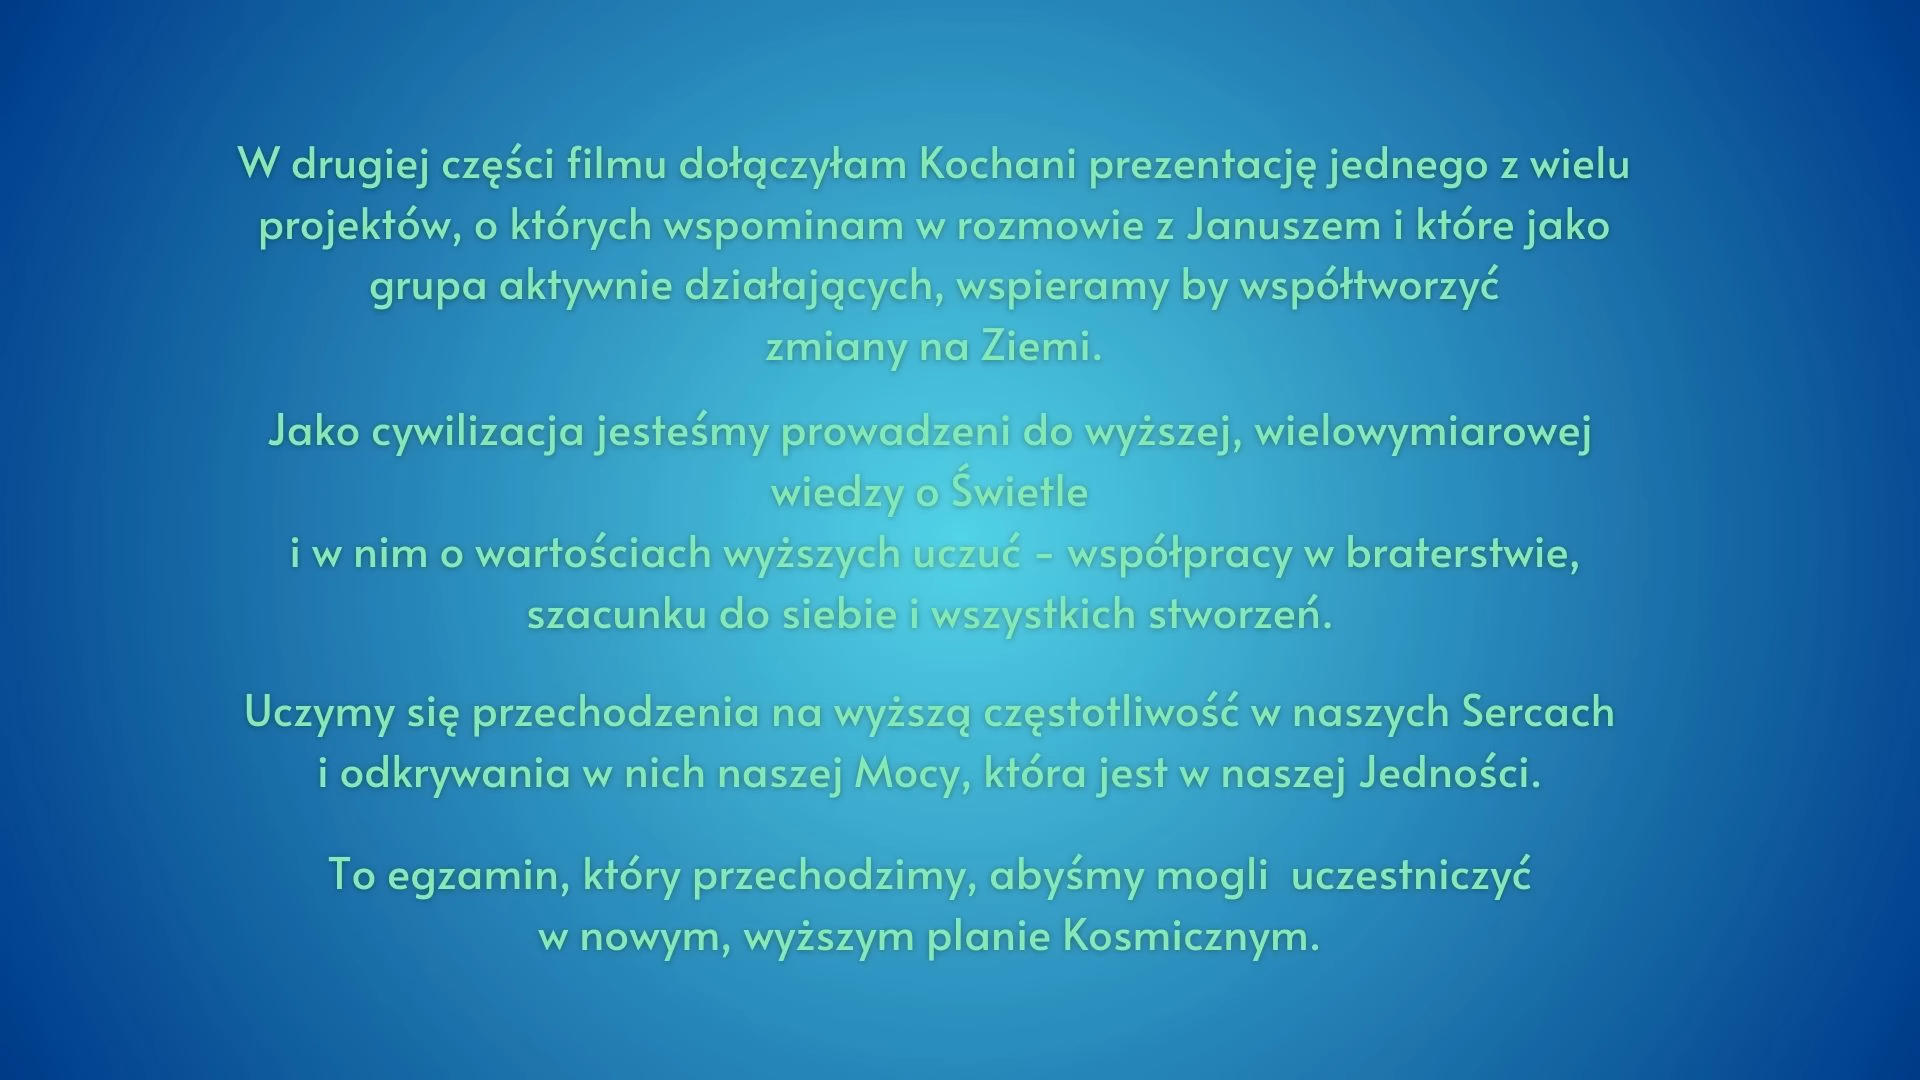 W drugiej części filmu dołączyłam Kochani prezentację jednego z wielu
projektów, o których wspominam w rozmowie z Januszem i które jako
grupa aktywnie działających, wspieramy by współtworzyć
zmiany na Ziemi.
Jako cywilizacja jesteśmy prowadzeni do wyższej, wielowymiarowej
wiedzy o Świetle
i w nim o wartościach wyższych uczuć - współpracy w braterstwie,
szacunku do siebie i wszystkich stworzeń.
Uczymy się przechodzenia na wyższą częstotliwość w naszych Sercach
i odkrywania w nich naszej Mocy, która jest w naszej Jedności.
To egzamin, który przechodzimy, abyśmy mogli  uczestniczyć
w nowym, wyższym planie Kosmicznym.